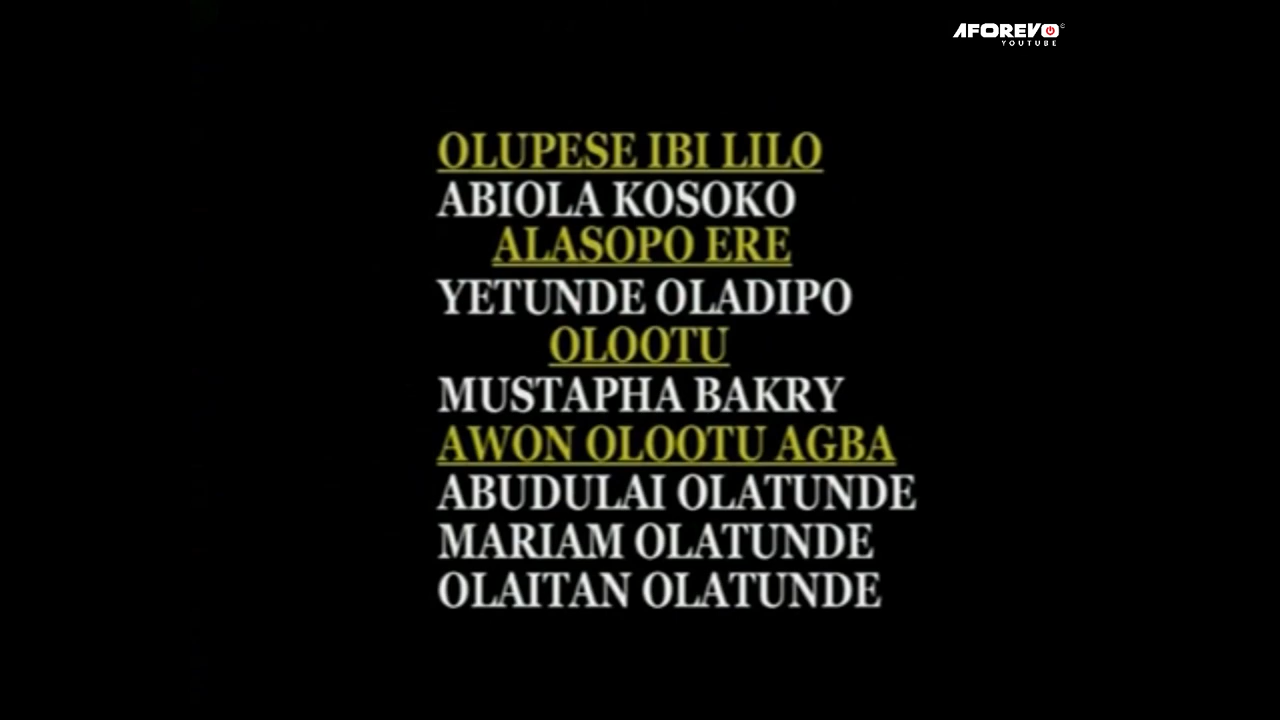 AFOREVO
YOUTUBE
OLUPESE IBI LILO
ABIOLA KOSOKO
ALASOPO ERE
YETUNDE OLADIPO
OLOOTU
MUSTAPHA BAKRY
AWON OLOOTU AGBA
ABUDULAI OLATUNDE
MARIAM OLATUNDE
OLAITAN OLATUNDE